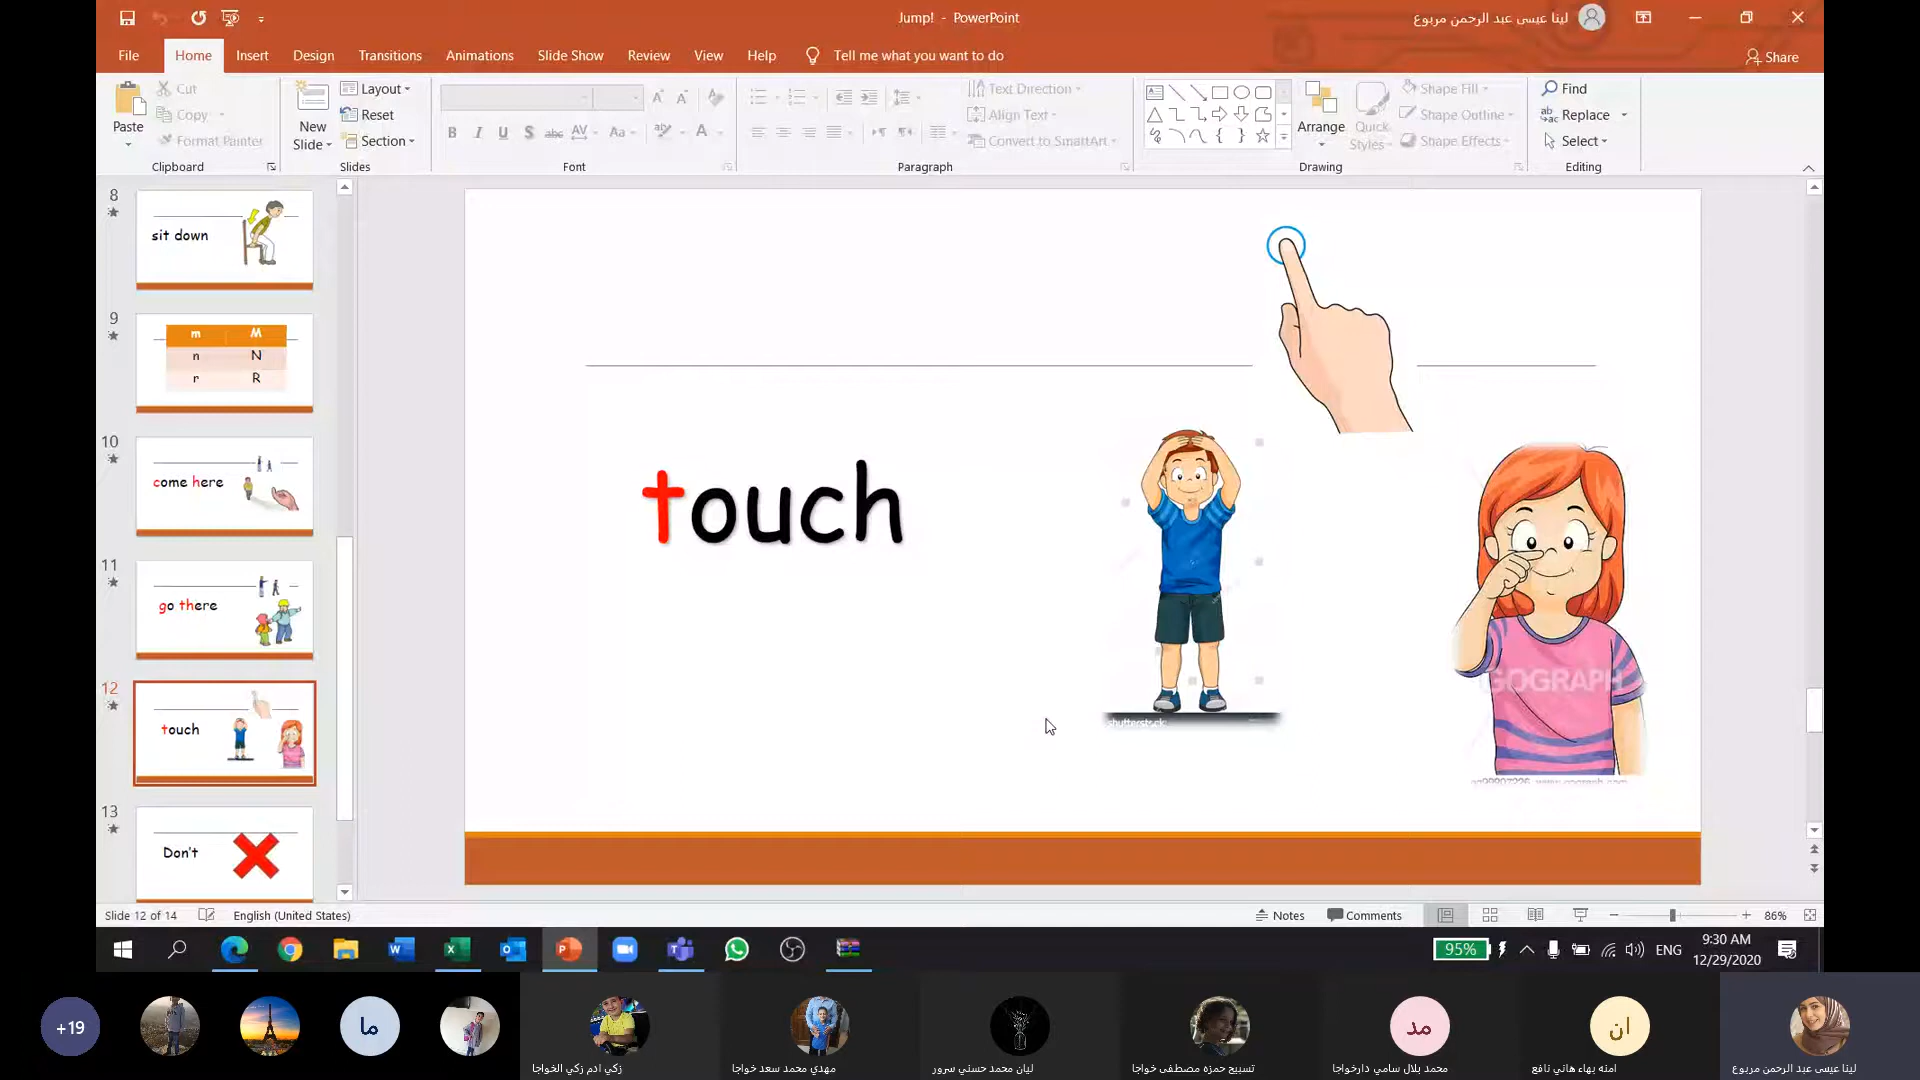 Jump! - PowerPoint
لينا عيسى عبد الرحمن مربوع
File Home Insert Design Transitions Animations Slide Show Review View Help Tell me what you want to do Share
Paste
Cut
Copy
Format Painter
Clipboard
New Slide
Layout
Reset
Section
Slides
B I U S abc AV Aa A
Font
Text Direction
Align Text
Convert to SmartArt
Paragraph
Arrange
Quick Styles
Shape Fill
Shape Outline
Shape Effects
Drawing
Find
Replace
Select
Editing
8
sit down
9
m M
n N
r R
10
come here
11
go there
12
touch
13
Don't
touch
shutterstock
GOGRAPH
Slide 12 of 14 English (United States) Notes Comments 86%
95% ENG 9:30 AM
12/29/2020
+19
ما
مد
ان
زكي ادم زكي الخواجا
مهدي محمد سعد خواجا
ليان محمد حسني سرور
تسبيح حمزه مصطفى خواجا
محمد بلال سامي دارخواجا
امنه بهاء هاني نافع
لينا عيسى عبد الرحمن مربوع